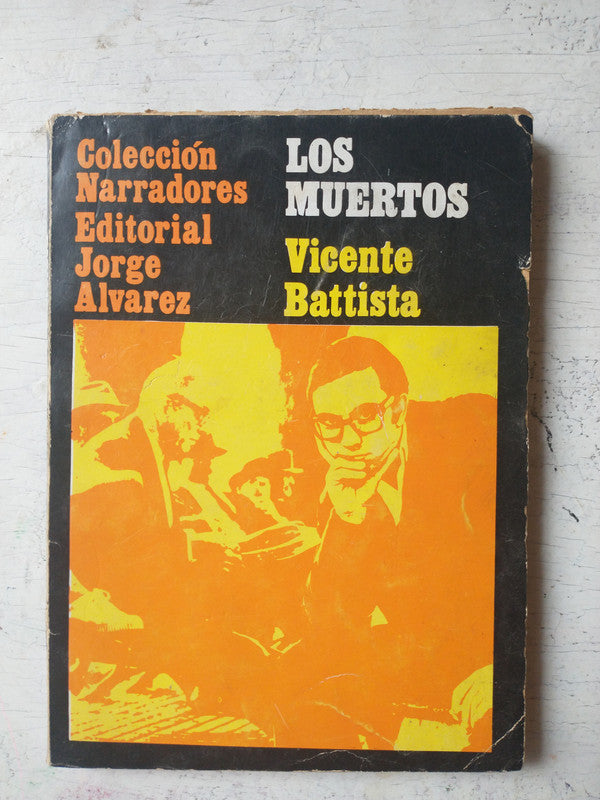 Colección
Narradores
Editorial
Jorge
Alvarez
LOS
MUERTOS
Vicente
Battista